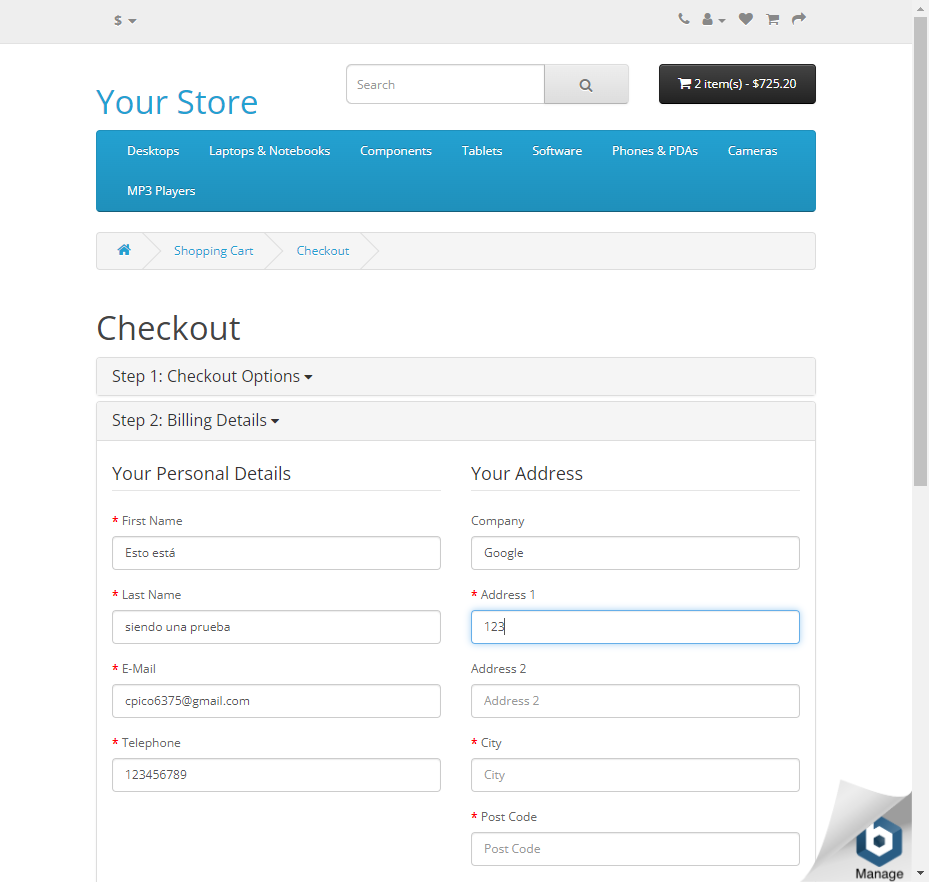 $
Your Store
Search
2 item(s) - $725.20
Desktops Laptops & Notebooks Components Tablets Software Phones & PDAs Cameras
MP3 Players
Shopping Cart Checkout
Checkout
Step 1: Checkout Options
Step 2: Billing Details
Your Personal Details
* First Name
Esto está
* Last Name
siendo una prueba
* E-Mail
cpico6375@gmail.com
* Telephone
123456789
Your Address
Company
Google
* Address 1
123
Address 2
Address 2
* City
City
* Post Code
Post Code
b
Manage